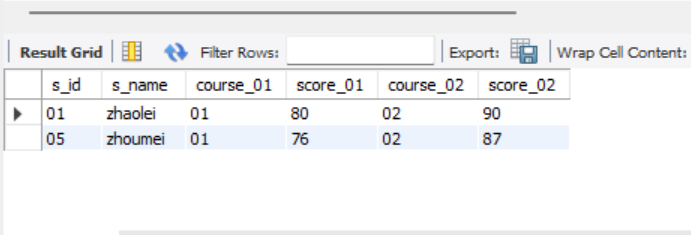 Result Grid Filter Rows: Export: Wrap Cell Content:
s_id s_name course_01 score_01 course_02 score_02
01 zhaolei 01 80 02 90
05 zhoumei 01 76 02 87